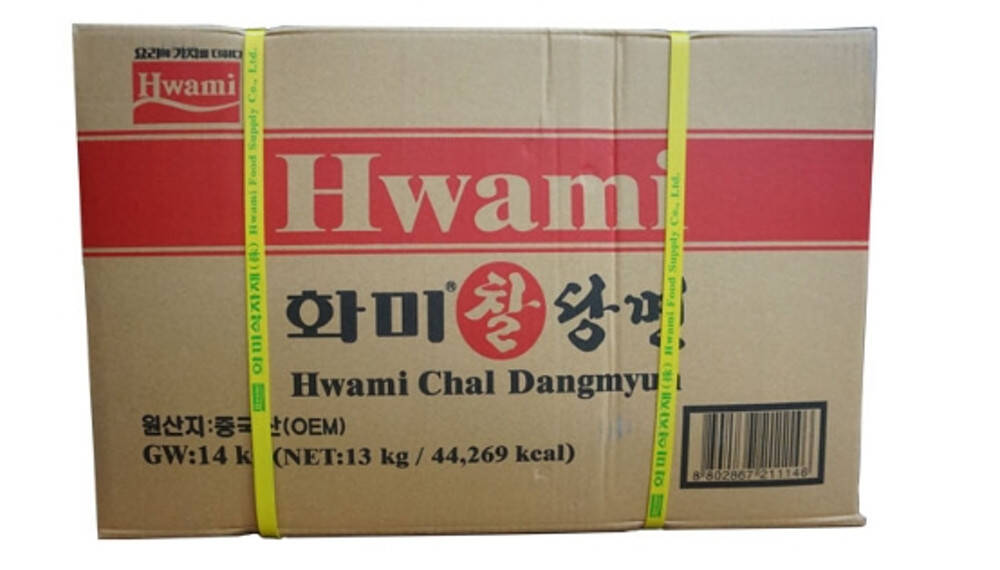 요리에 가치를 더하다
Hwami
Hwami
화미® 찰 당면
Hwami Chal Dangmyun
원산지:중국산(OEM)
GW:14 kg (NET:13 kg / 44,269 kcal)
8 802867 211146
화미식자재(株) Hwami Food Supply Co., Ltd.
화미식자재(株) Hwami Food Supply Co., Ltd.
Hwami